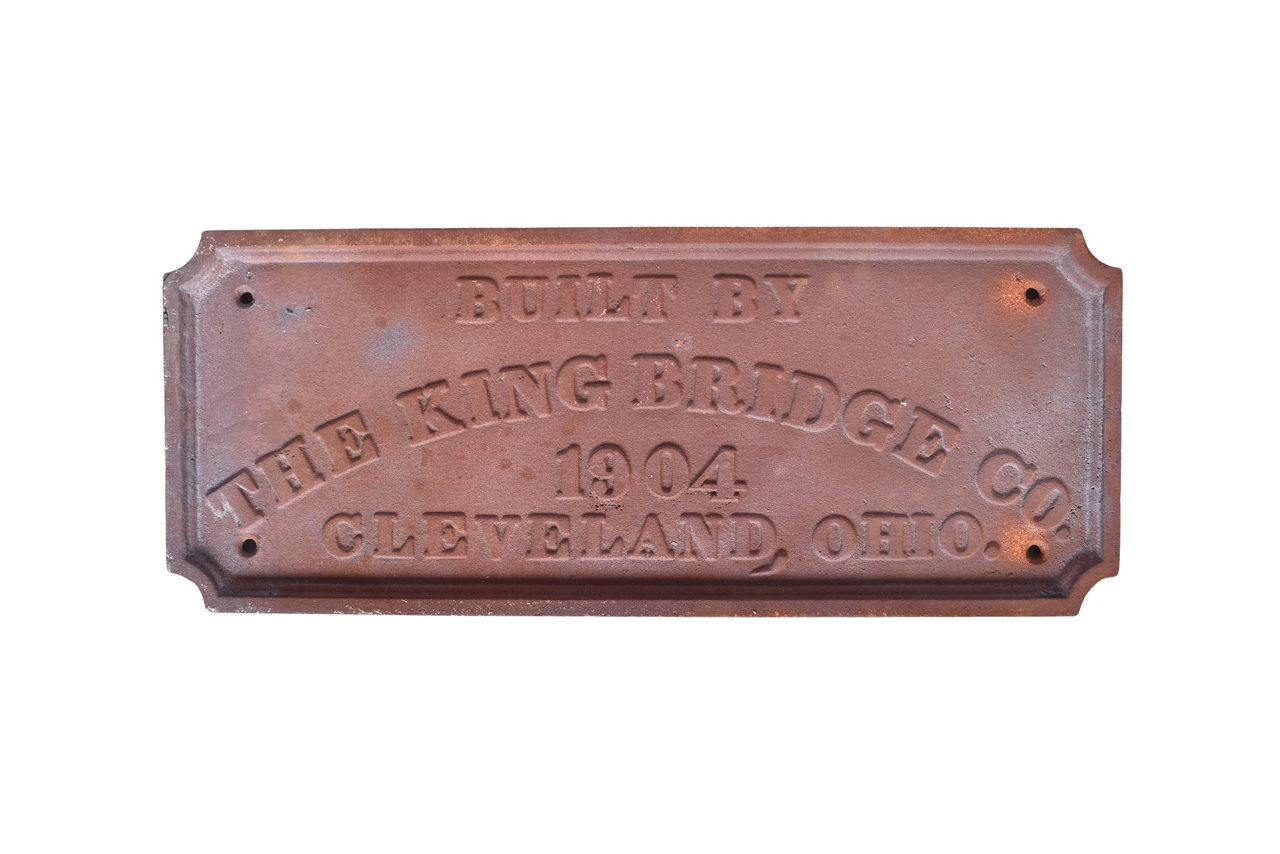 BUILT BY
THE KING BRIDGE CO.
1904
CLEVELAND, OHIO.